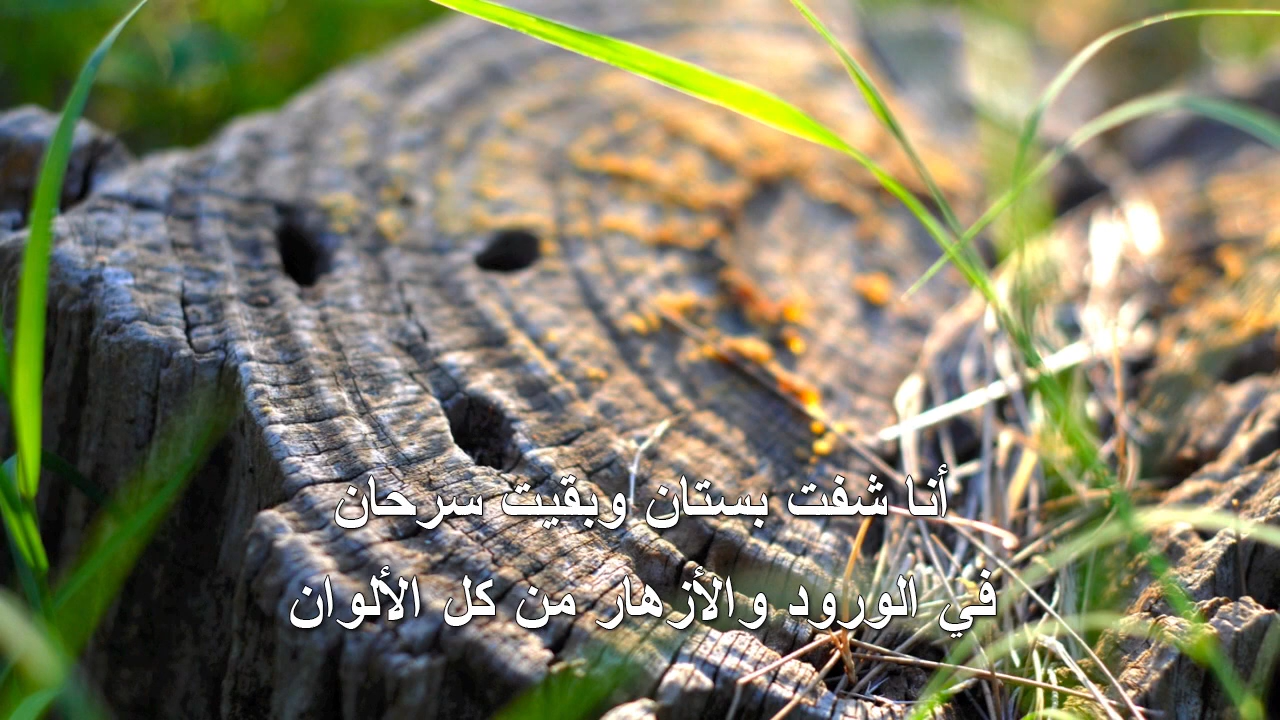 أنا شفت بستان وبقيت سرحان
في الورود والأزهار من كل الألوان